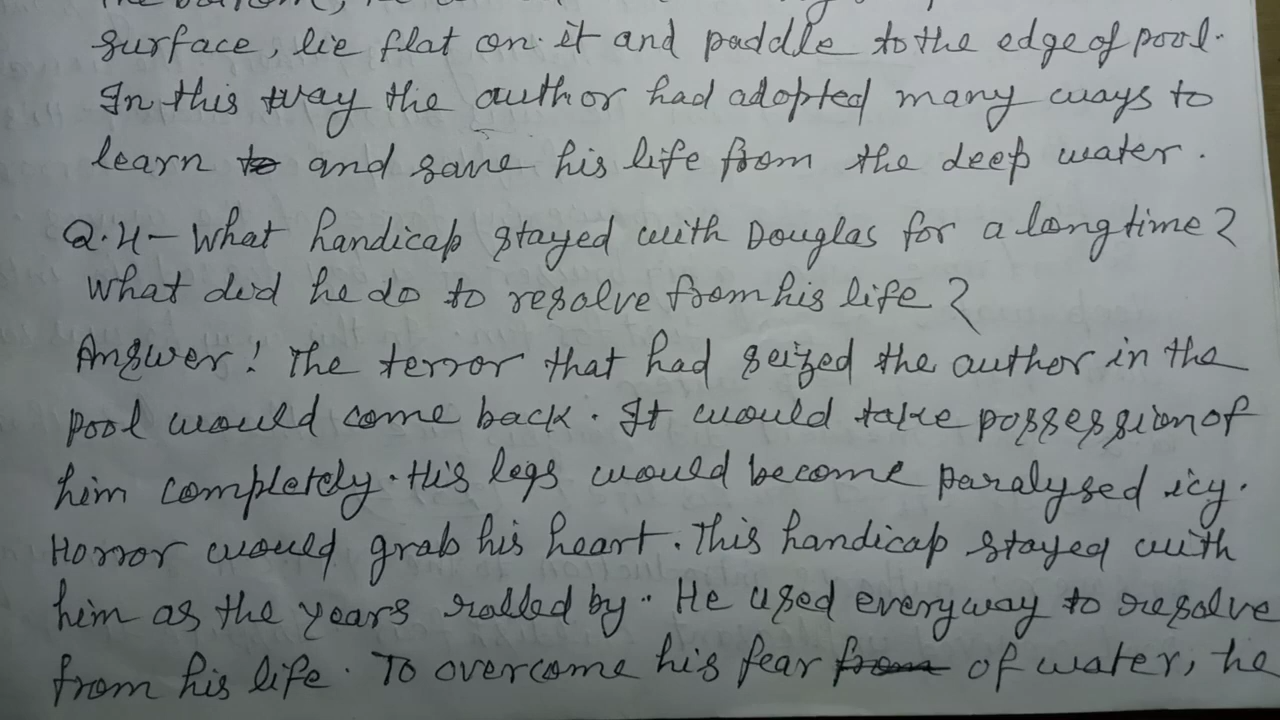 the bottom,
surface, lie flat on it and paddle to the edge of pool.
In this way the author had adopted many ways to
learn to and save his life from the deep water.
Q.4- What handicap stayed with Douglas for a long time?
What did he do to resolve from his life?
Answer! The terror that had seized the author in the
pool would come back. It would take possession of
him completely. His legs would become paralysed icy.
Horror would grab his heart. This handicap stayed with
him as the years rolled by. He used everyway to resolve
from his life. To overcome his fear from of water, he